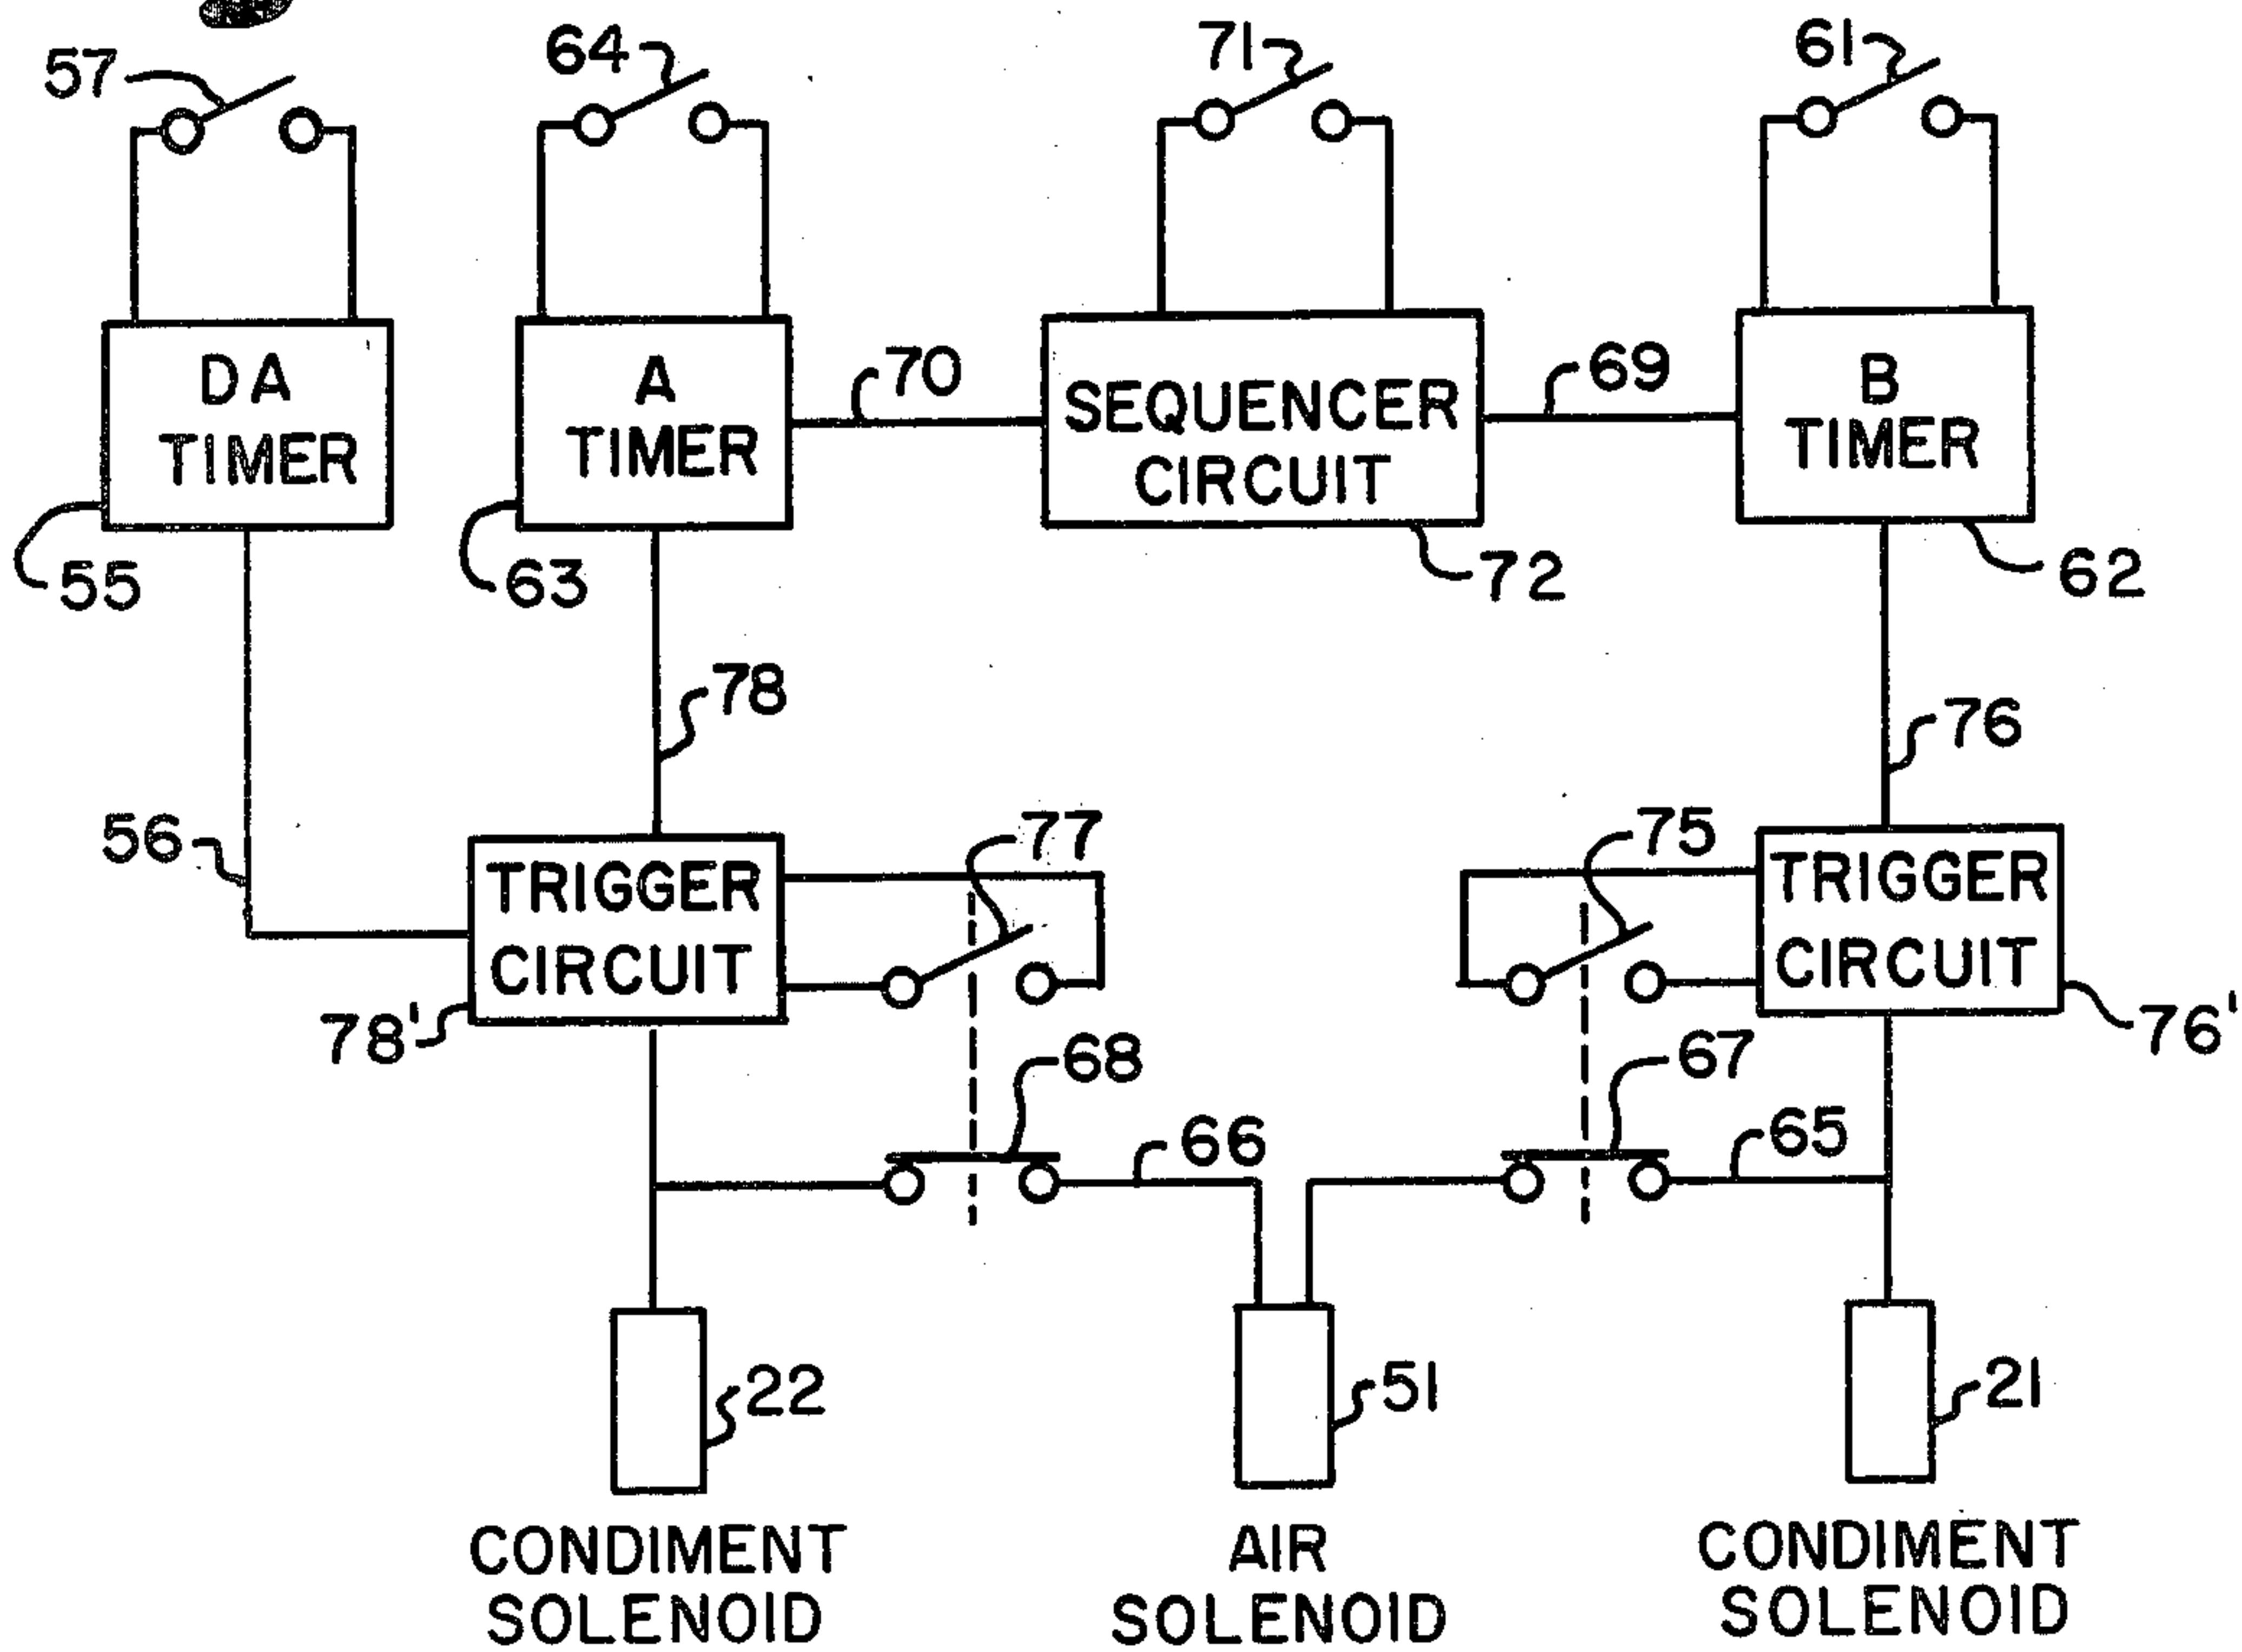 57
64
71
61
DA
TIMER
A
TIMER
70
SEQUENCER
CIRCUIT
69
B
TIMER
55
63
72
62
78
76
56
TRIGGER
CIRCUIT
77
75
TRIGGER
CIRCUIT
78'
76'
68
67
66
65
22
51
21
CONDIMENT
SOLENOID
AIR
SOLENOID
CONDIMENT
SOLENOID